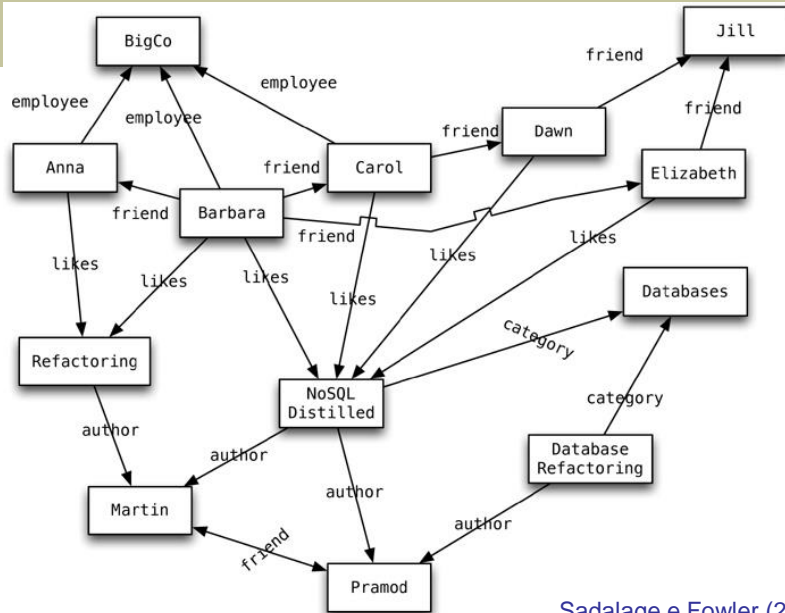 BigCo
Jill
friend
employee
employee
employee
friend
friend
Dawn
Anna
friend
Carol
Elizabeth
friend
Barbara
friend
likes
likes
likes
likes
likes
likes
Databases
Refactoring
category
NoSQL
Distilled
category
author
author
Database
Refactoring
author
Martin
author
friend
Pramod
Sadalage e Fowler (2